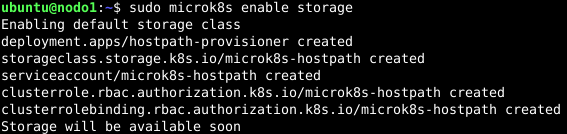 ubuntu@nodo1:~$ sudo microk8s enable storage
Enabling default storage class
deployment.apps/hostpath-provisioner created
storageclass.storage.k8s.io/microk8s-hostpath created
serviceaccount/microk8s-hostpath created
clusterrole.rbac.authorization.k8s.io/microk8s-hostpath created
clusterrolebinding.rbac.authorization.k8s.io/microk8s-hostpath created
Storage will be available soon